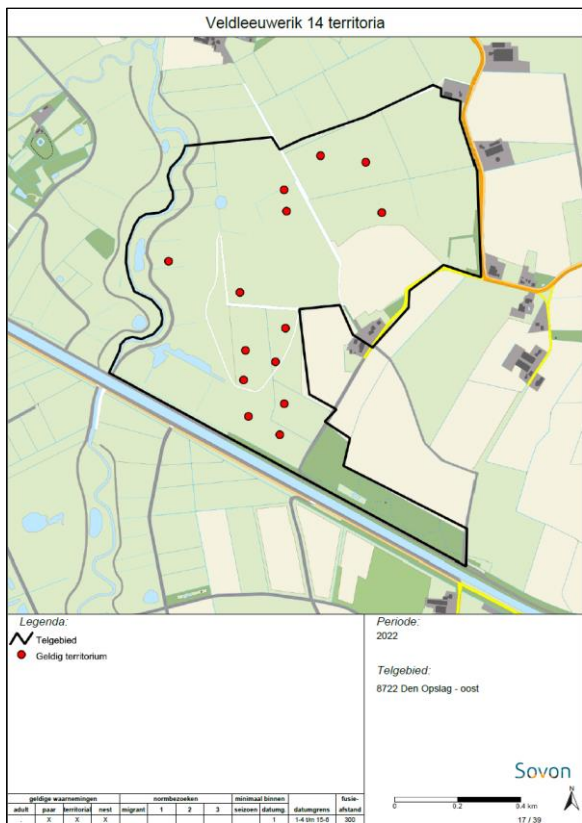 Veldleeuwerik 14 territoria
Legenda:
Telgebied
Geldig territorium
Periode:
2022
Telgebied:
8722 Den Opslag - oost
Sovon
N
0 0.2 0.4 km
17 / 39
geldige waarnemingen normbezoeken minimaal binnen fusie-
adult paar territorial nest migrant 1 2 3 seizoen datumg. datumgrens afstand
. X X X 1 1-4 t/m 15-6 300